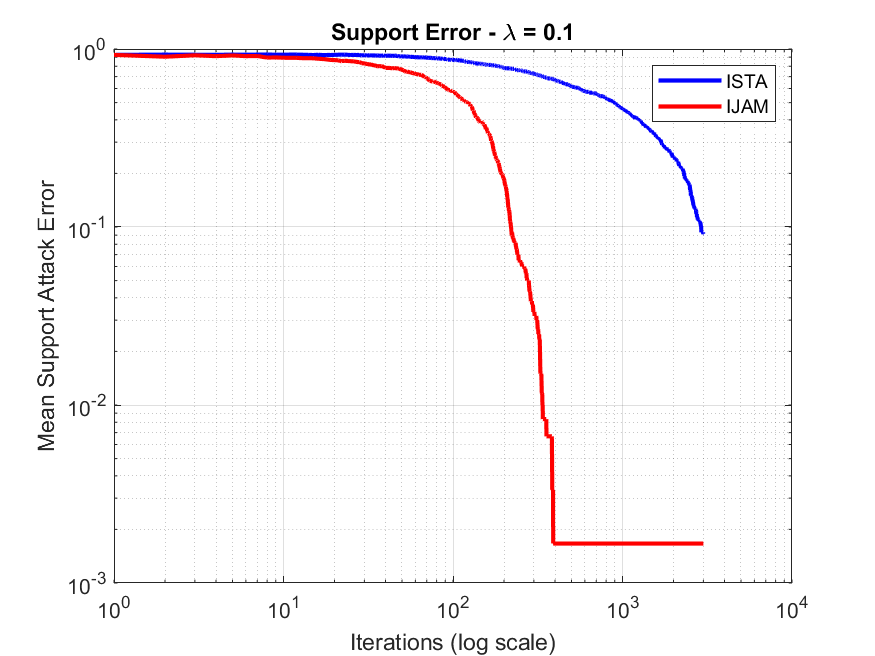 Support Error - λ = 0.1
ISTA
IJAM
Mean Support Attack Error
10^0
10^-1
10^-2
10^-3
10^0 10^1 10^2 10^3 10^4
Iterations (log scale)